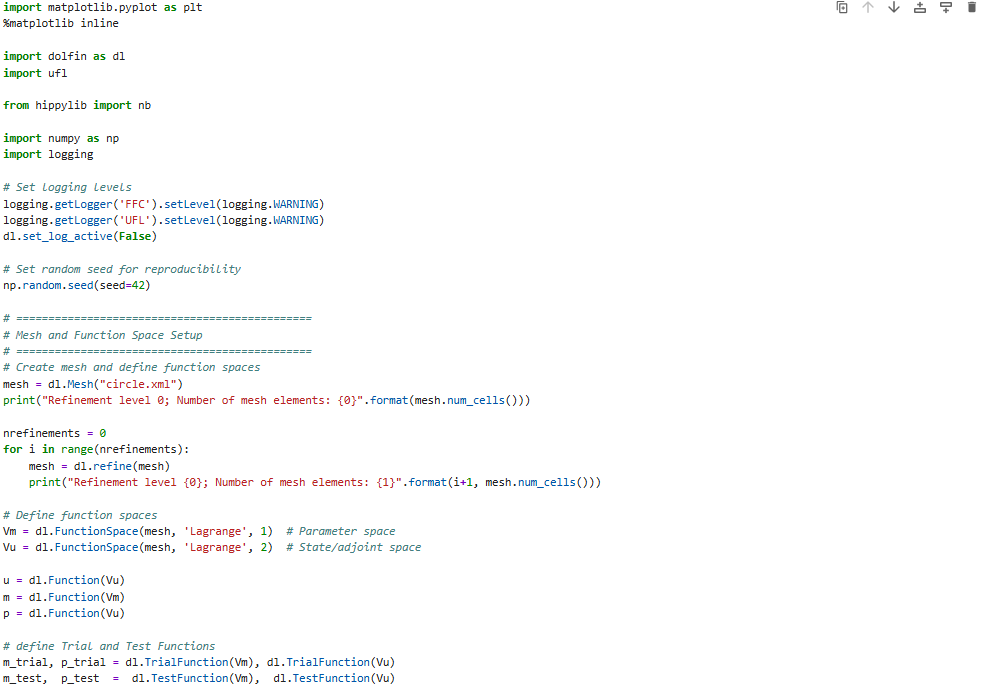 import matplotlib.pyplot as plt
%matplotlib inline
import dolfin as dl
import ufl
from hippylib import nb
import numpy as np
import logging
# Set logging levels
logging.getLogger('FFC').setLevel(logging.WARNING)
logging.getLogger('UFL').setLevel(logging.WARNING)
dl.set_log_active(False)
# Set random seed for reproducibility
np.random.seed(seed=42)
# ==============================================
# Mesh and Function Space Setup
# ==============================================
# Create mesh and define function spaces
mesh = dl.Mesh("circle.xml")
print("Refinement level 0; Number of mesh elements: {0}".format(mesh.num_cells()))
nrefinements = 0
for i in range(nrefinements):
    mesh = dl.refine(mesh)
    print("Refinement level {0}; Number of mesh elements: {1}".format(i+1, mesh.num_cells()))
# Define function spaces
Vm = dl.FunctionSpace(mesh, 'Lagrange', 1)  # Parameter space
Vu = dl.FunctionSpace(mesh, 'Lagrange', 2)  # State/adjoint space
u = dl.Function(Vu)
m = dl.Function(Vm)
p = dl.Function(Vu)
# define Trial and Test Functions
m_trial, p_trial = dl.TrialFunction(Vm), dl.TrialFunction(Vu)
m_test,  p_test  =  dl.TestFunction(Vm),  dl.TestFunction(Vu)